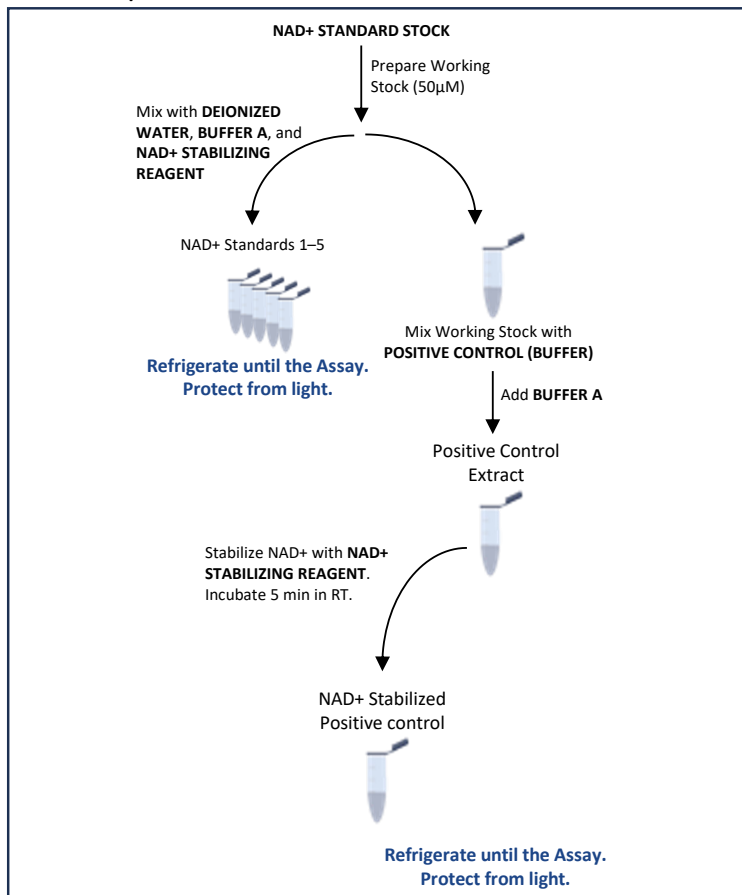 NAD+ STANDARD STOCK
Prepare Working
Stock (50µM)
Mix with DEIONIZED
WATER, BUFFER A, and
NAD+ STABILIZING
REAGENT
NAD+ Standards 1–5
Refrigerate until the Assay.
Protect from light.
Mix Working Stock with
POSITIVE CONTROL (BUFFER)
Add BUFFER A
Positive Control
Extract
Stabilize NAD+ with NAD+
STABILIZING REAGENT.
Incubate 5 min in RT.
NAD+ Stabilized
Positive control
Refrigerate until the Assay.
Protect from light.